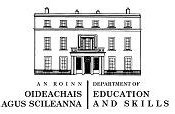 AN ROINN
OIDEACHAIS
AGUS SCILEANNA
DEPARTMENT OF
EDUCATION
AND SKILLS